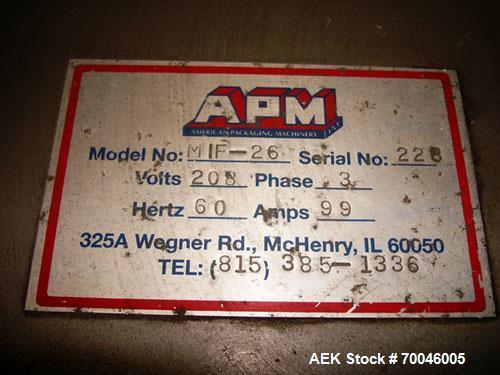 APM
AMERICAN PACKAGING MACHINERY INC
Model No: MIF-26 Serial No: 228
Volts 208 Phase 3
Hertz 60 Amps 99
325A Wegner Rd., McHenry, IL 60050
TEL: (815) 385-1336
AEK Stock # 70046005